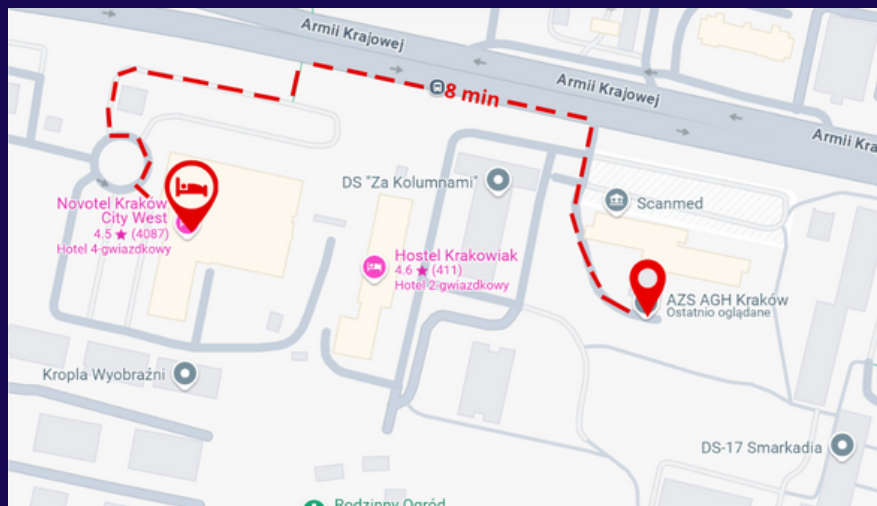 Armii Krajowej
Armii Krajowej
Armii Kra
8 min
DS "Za Kolumnami"
Scanmed
Novotel Kraków
City West
4.5 ★ (4087)
Hotel 4-gwiazdkowy
Hostel Krakowiak
4.6 ★ (411)
Hotel 2-gwiazdkowy
AZS AGH Kraków
Ostatnio oglądane
Kropla Wyobraźni
DS-17 Smarkadia
Rodzinny Ogród